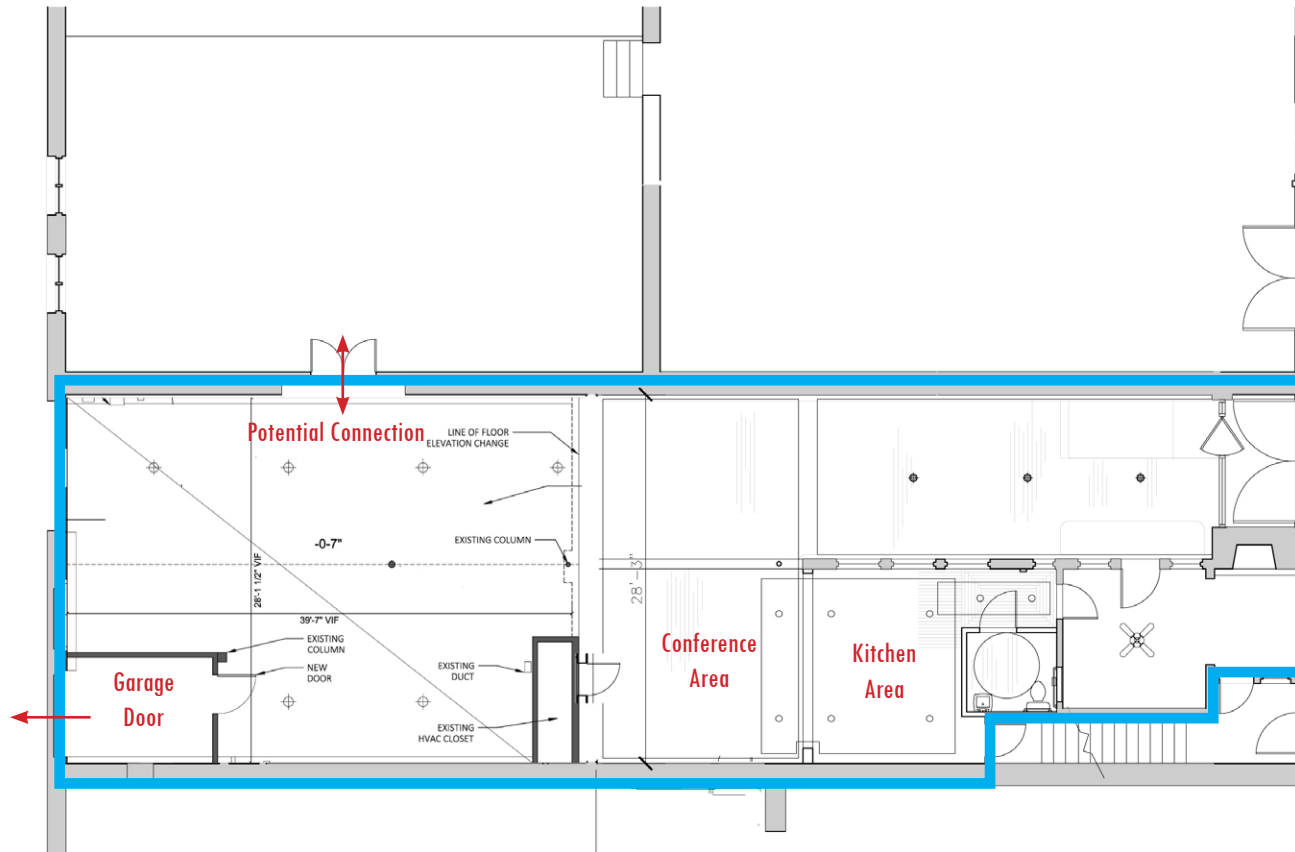 Potential Connection
LINE OF FLOOR
ELEVATION CHANGE
EXISTING COLUMN
-0-7"
28'-1 1/2" VIF
28'-3"
39'-7" VIF
EXISTING
COLUMN
NEW
DOOR
EXISTING
DUCT
EXISTING
HVAC CLOSET
Garage
Door
Conference
Area
Kitchen
Area